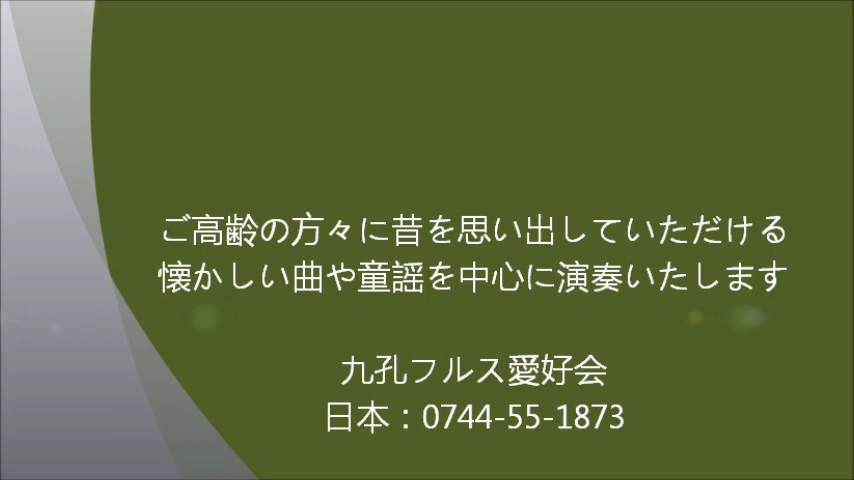 ご高齢の方々に昔を思い出していただける
懐かしい曲や童謡を中心に演奏いたします
九孔フルス愛好会
日本：0744-55-1873